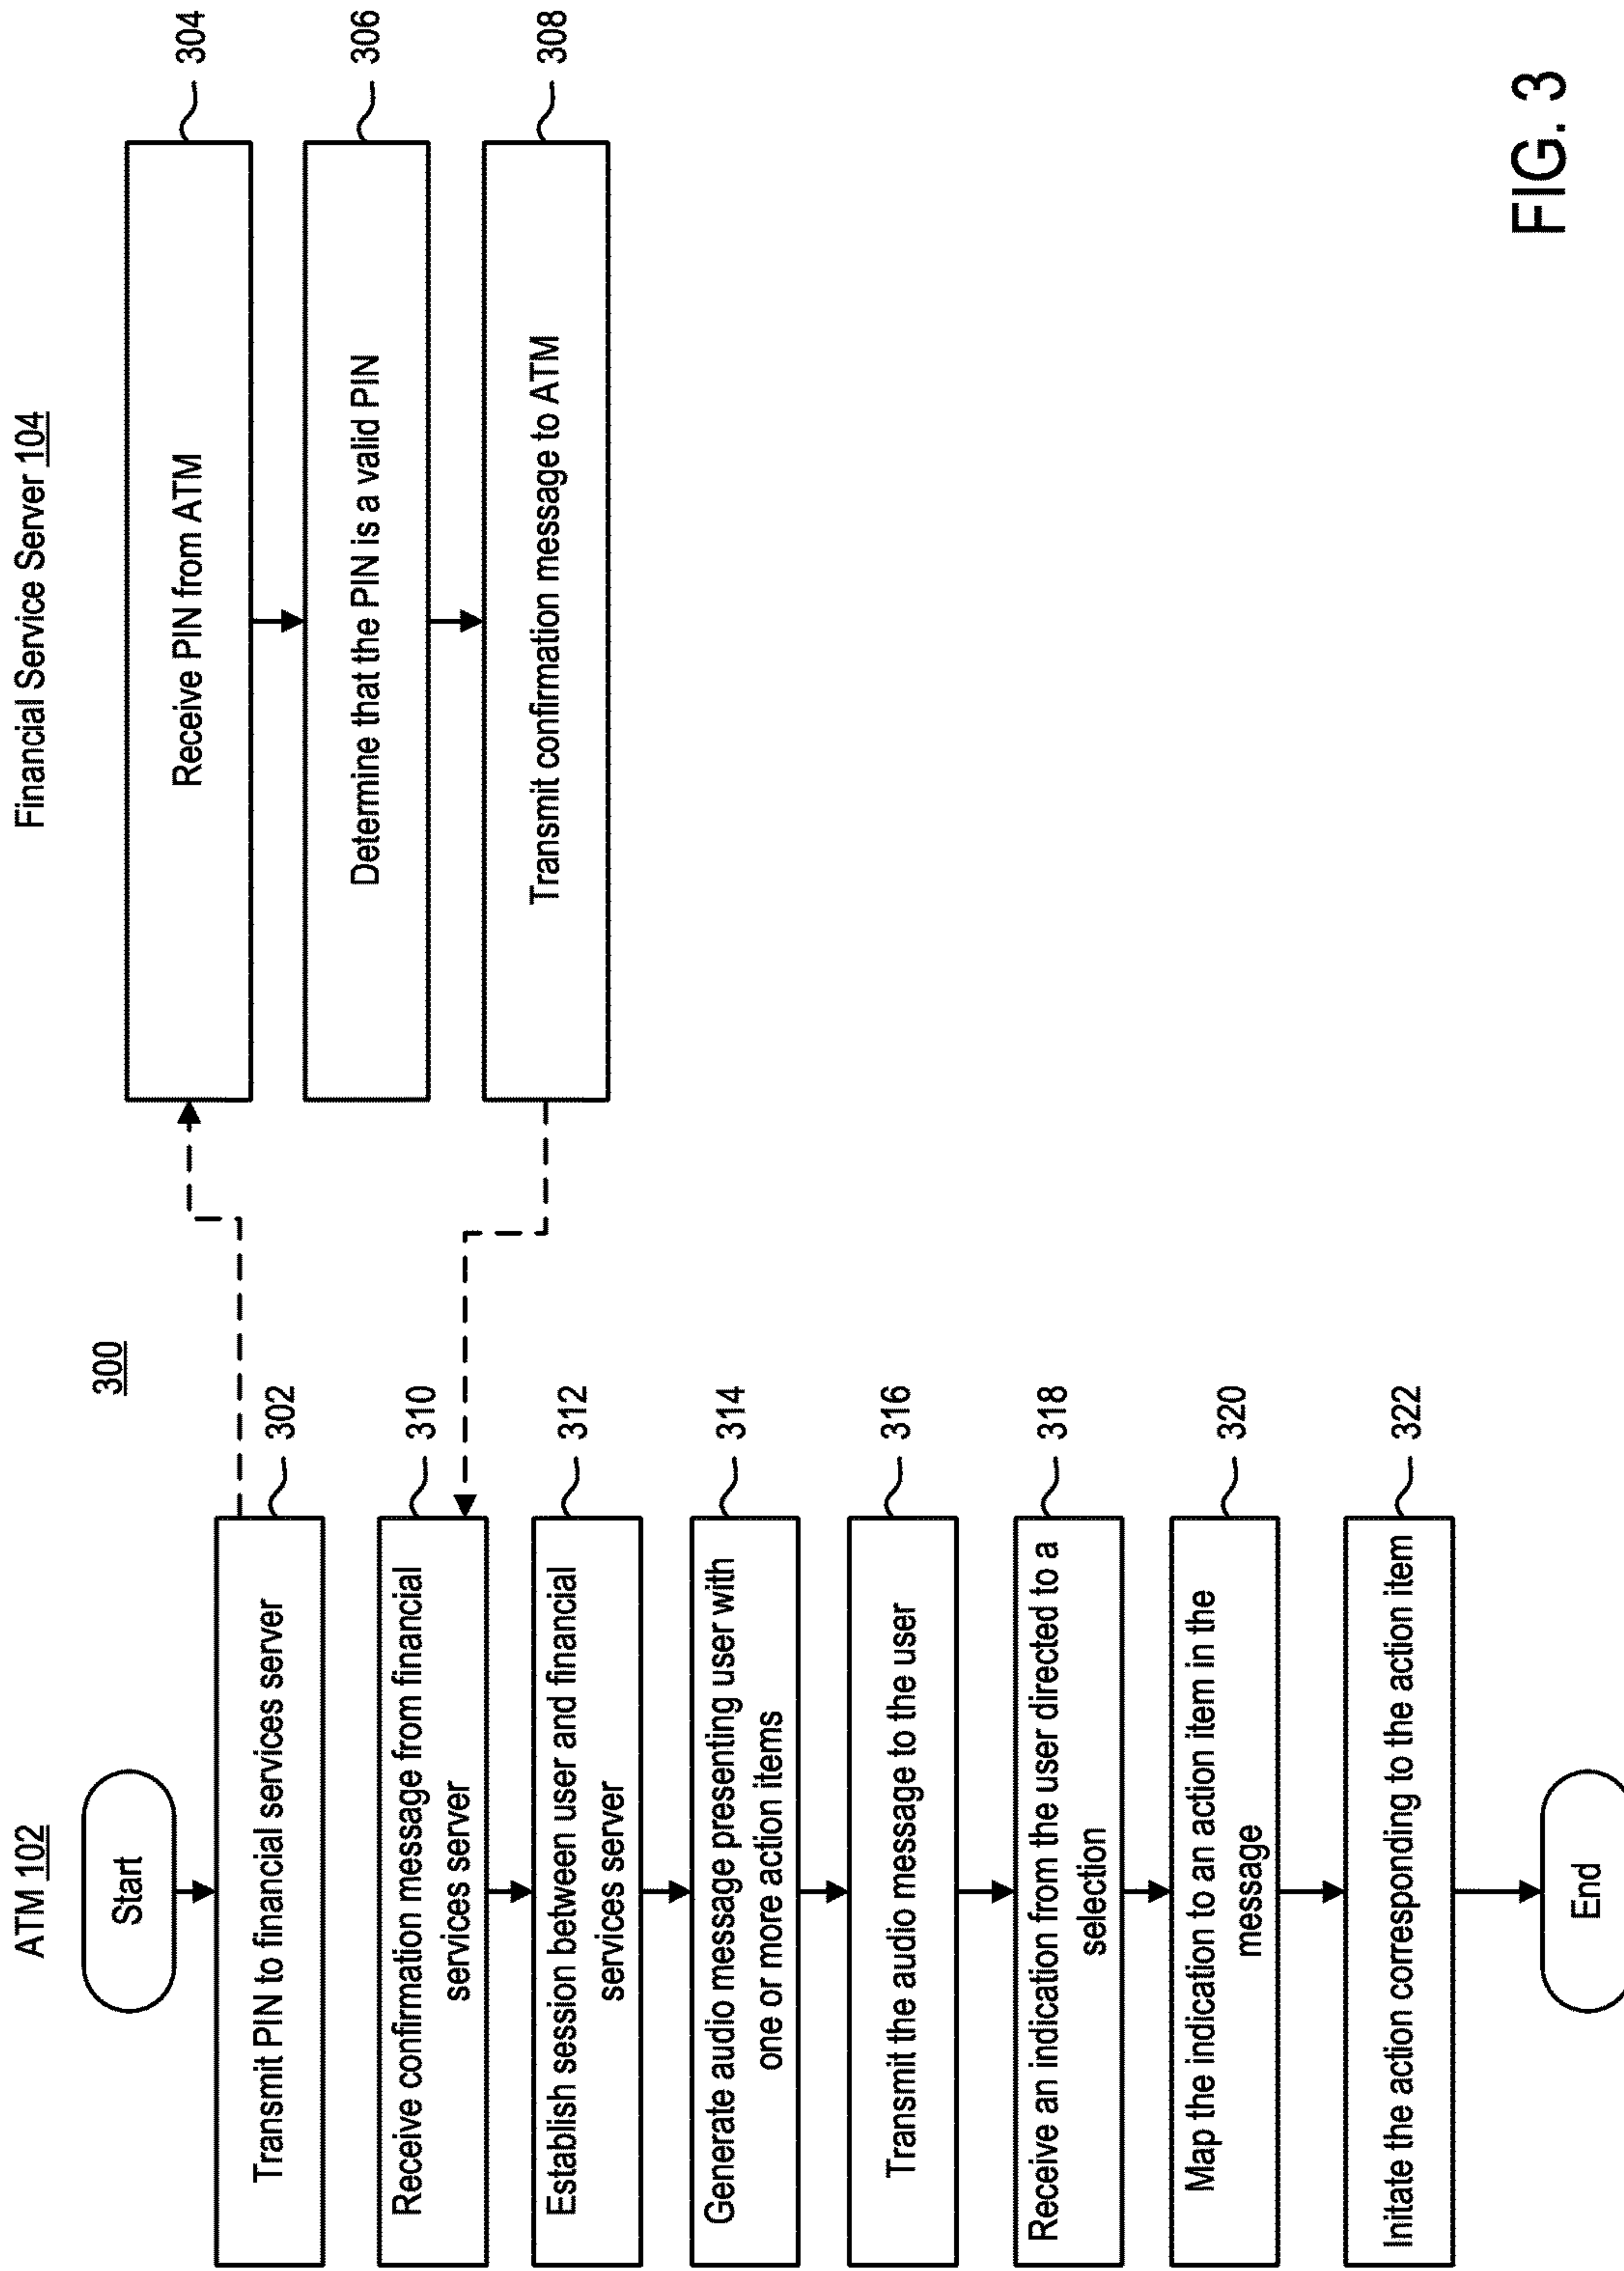 300
ATM 102
Start
Transmit PIN to financial services server
302
Receive confirmation message from financial
services server
310
Establish session between user and financial
services server
312
Generate audio message presenting user with
one or more action items
314
Transmit the audio message to the user
316
Receive an indication from the user directed to a
selection
318
Map the indication to an action item in the
message
320
Initate the action corresponding to the action item
322
End
Financial Service Server 104
Receive PIN from ATM
304
Determine that the PIN is a valid PIN
306
Transmit confirmation message to ATM
308
FIG. 3